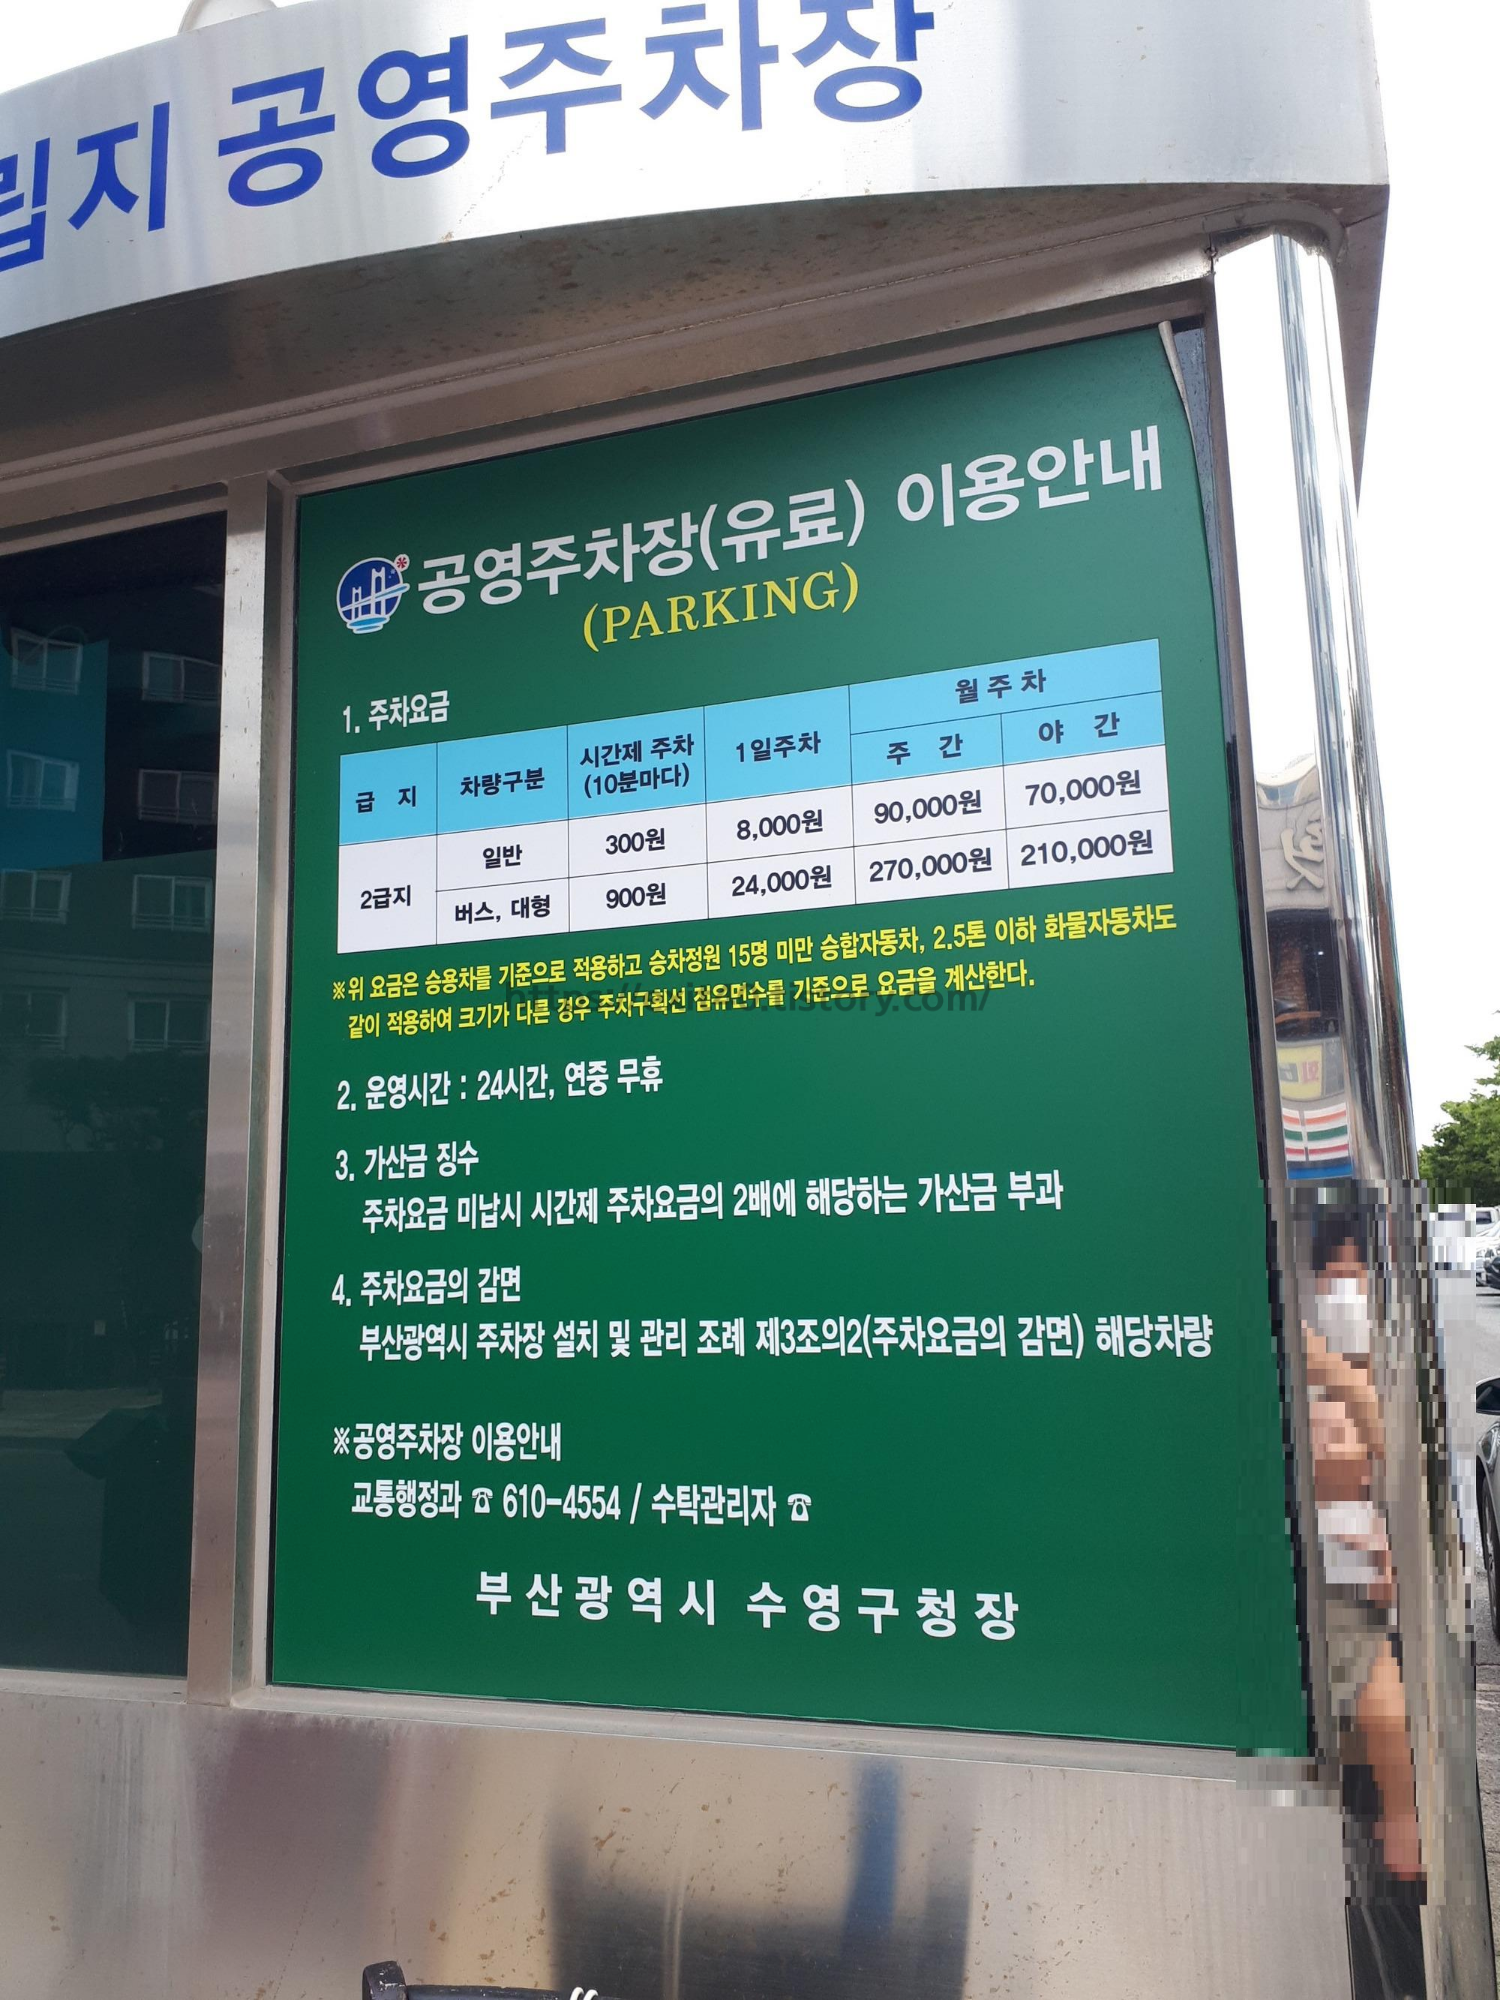 립지 공영주차장
공영주차장(유료) 이용안내
(PARKING)
1. 주차요금
급 지 차량구분 시간제 주차 (10분마다) 1일주차 월 주 차
주 간 야 간
2급지 일반 300원 8,000원 90,000원 70,000원
버스, 대형 900원 24,000원 270,000원 210,000원
※위 요금은 승용차를 기준으로 적용하고 승차정원 15명 미만 승합자동차, 2.5톤 이하 화물자동차도
같이 적용하여 크기가 다른 경우 주차구획선 점유면수를 기준으로 요금을 계산한다.
2. 운영시간 : 24시간, 연중 무휴
3. 가산금 징수
주차요금 미납시 시간제 주차요금의 2배에 해당하는 가산금 부과
4. 주차요금의 감면
부산광역시 주차장 설치 및 관리 조례 제3조의2(주차요금의 감면) 해당차량
※공영주차장 이용안내
교통행정과 ☎ 610-4554 / 수탁관리자 ☎
부산광역시 수영구청장